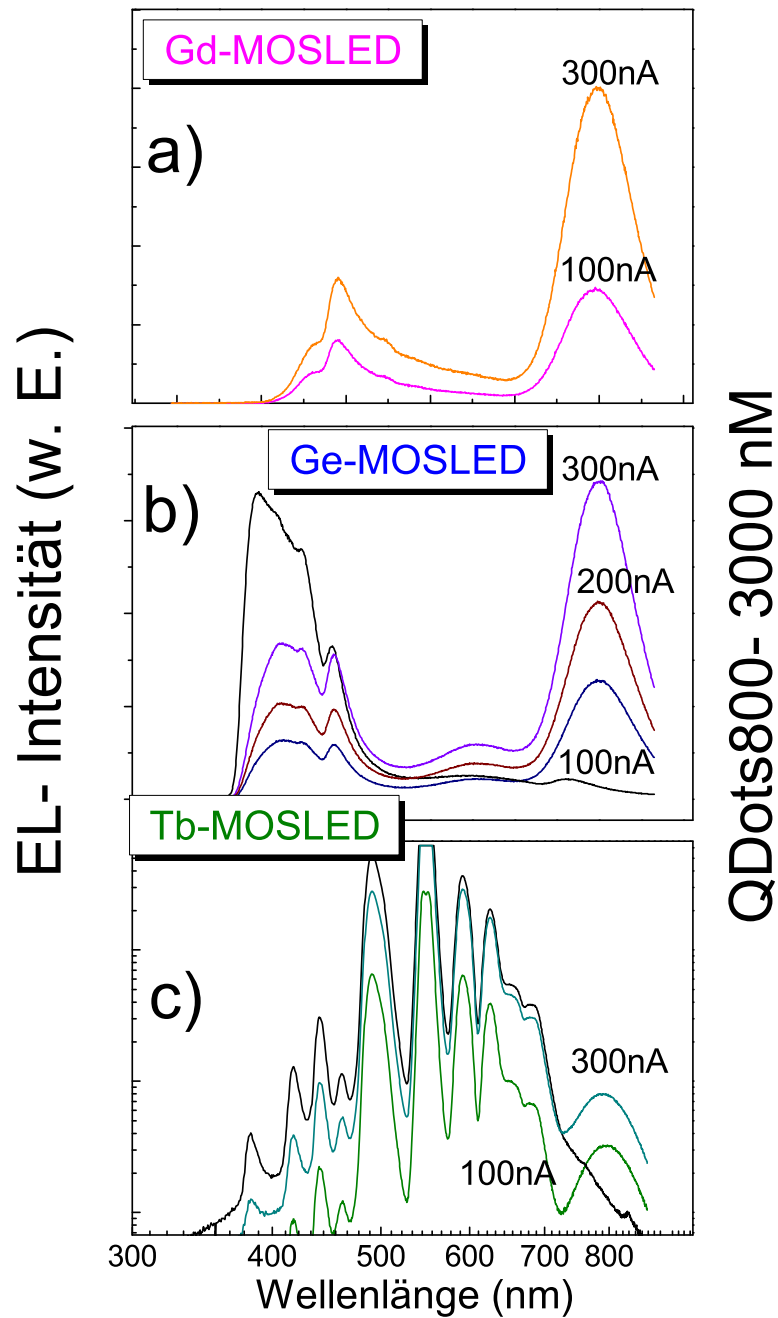 Gd-MOSLED
a)
300nA
100nA
Ge-MOSLED
b)
300nA
200nA
100nA
Tb-MOSLED
c)
300nA
100nA
300 400 500 600 700 800
Wellenlänge (nm)
EL- Intensität (w. E.)
QDots800- 3000 nM